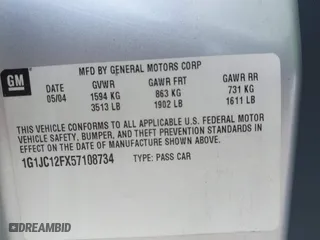 GM
MFD BY GENERAL MOTORS CORP
DATE GVWR GAWR FRT GAWR RR
05/04 1594 KG 863 KG 731 KG
3513 LB 1902 LB 1611 LB
THIS VEHICLE CONFORMS TO ALL APPLICABLE U.S. FEDERAL MOTOR
VEHICLE SAFETY, BUMPER, AND THEFT PREVENTION STANDARDS
IN EFFECT ON THE DATE OF MANUFACTURE SHOWN ABOVE.
1G1JC12FX57108734 TYPE: PASS CAR
DREAMBID